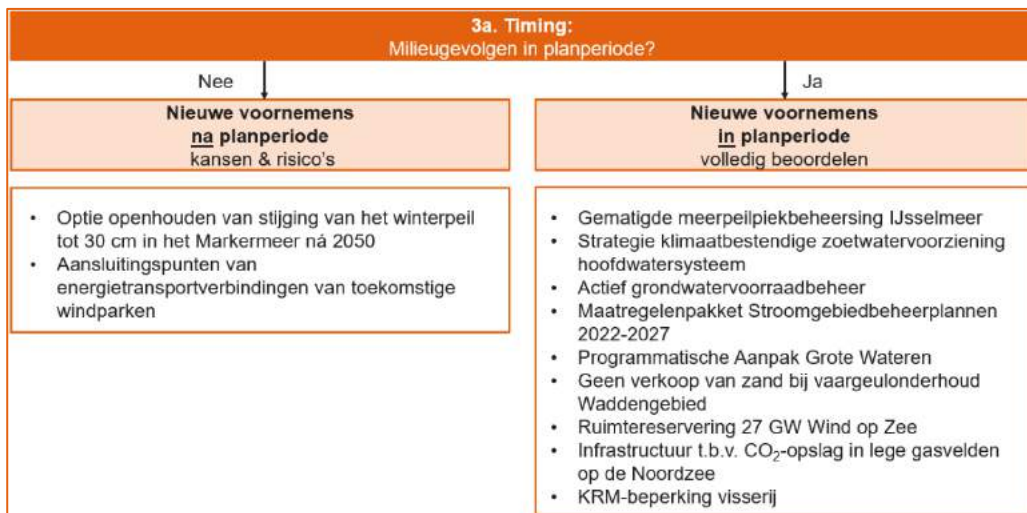 3a. Timing:
Milieugevolgen in planperiode?
Nee
Ja
Nieuwe voornemens
na planperiode
kansen & risico's
Nieuwe voornemens
in planperiode
volledig beoordelen
• Optie openhouden van stijging van het winterpeil
tot 30 cm in het Markermeer ná 2050
• Aansluitingspunten van
energietransportverbindingen van toekomstige
windparken
• Gematigde meerpeilpiekbeheersing IJsselmeer
• Strategie klimaatbestendige zoetwatervoorziening
hoofdwatersysteem
• Actief grondwatervoorraadbeheer
• Maatregelenpakket Stroomgebiedbeheerplannen
2022-2027
• Programmatische Aanpak Grote Wateren
• Geen verkoop van zand bij vaargeulonderhoud
Waddengebied
• Ruimtereservering 27 GW Wind op Zee
• Infrastructuur t.b.v. CO₂-opslag in lege gasvelden
op de Noordzee
• KRM-beperking visserij